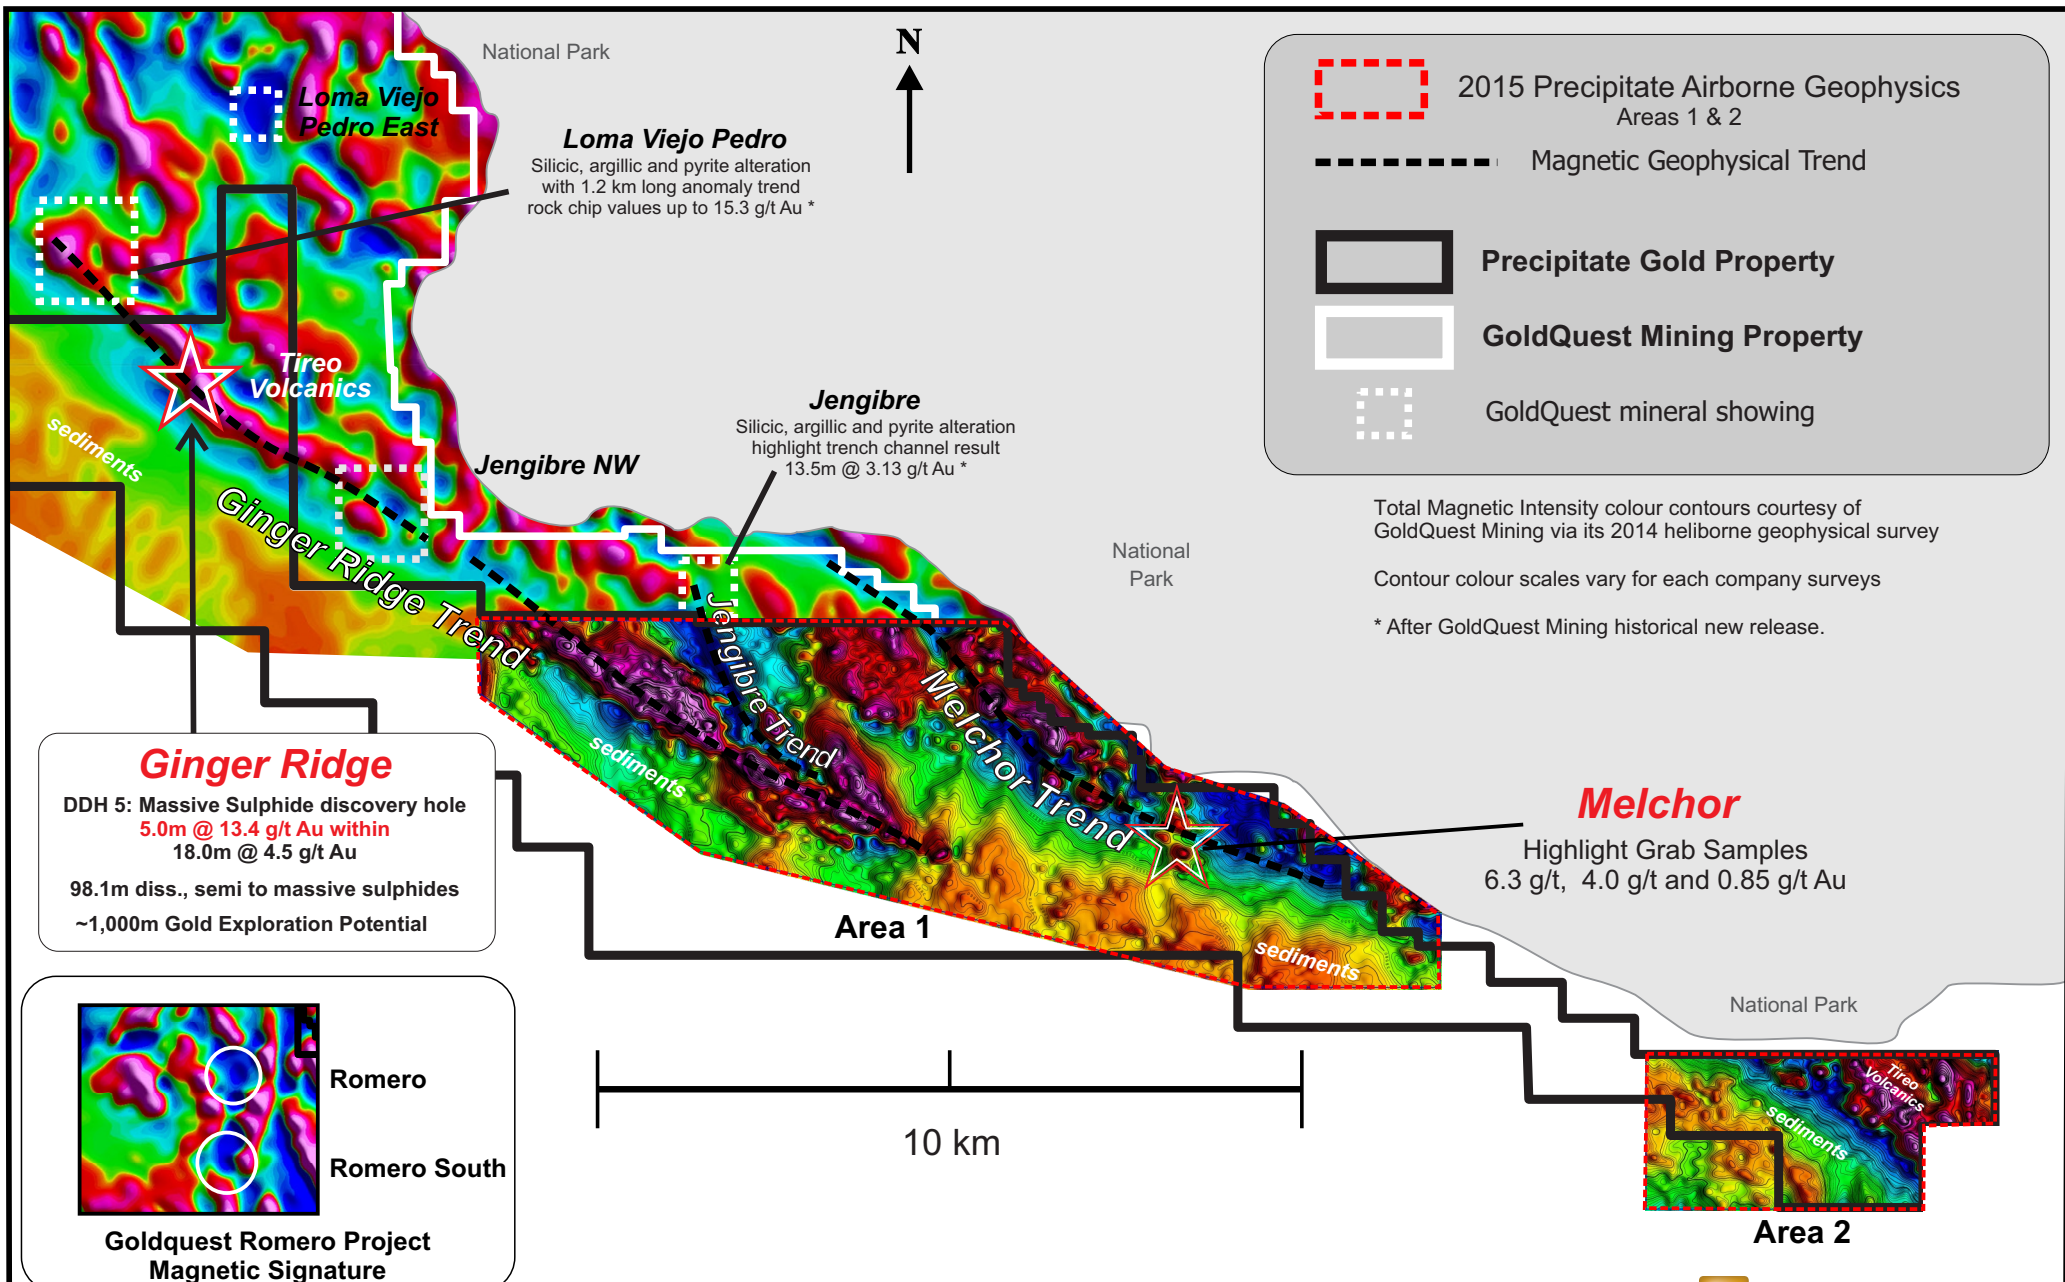 National Park
N
Loma Viejo
Pedro East
Loma Viejo Pedro
Silicic, argillic and pyrite alteration
with 1.2 km long anomaly trend
rock chip values up to 15.3 g/t Au *
2015 Precipitate Airborne Geophysics
Areas 1 & 2
Magnetic Geophysical Trend
Precipitate Gold Property
GoldQuest Mining Property
GoldQuest mineral showing
Tireo
Volcanics
sediments
Jengibre
Silicic, argillic and pyrite alteration
highlight trench channel result
13.5m @ 3.13 g/t Au *
Jengibre NW
Ginger Ridge Trend
National
Park
Total Magnetic Intensity colour contours courtesy of
GoldQuest Mining via its 2014 heliborne geophysical survey
Contour colour scales vary for each company surveys
* After GoldQuest Mining historical new release.
Jengibre Trend
Melchor Trend
sediments
Ginger Ridge
DDH 5: Massive Sulphide discovery hole
5.0m @ 13.4 g/t Au within
18.0m @ 4.5 g/t Au
98.1m diss., semi to massive sulphides
~1,000m Gold Exploration Potential
Melchor
Highlight Grab Samples
6.3 g/t, 4.0 g/t and 0.85 g/t Au
Area 1
sediments
National Park
Romero
Romero South
Goldquest Romero Project
Magnetic Signature
10 km
Tireo
Volcanics
sediments
Area 2